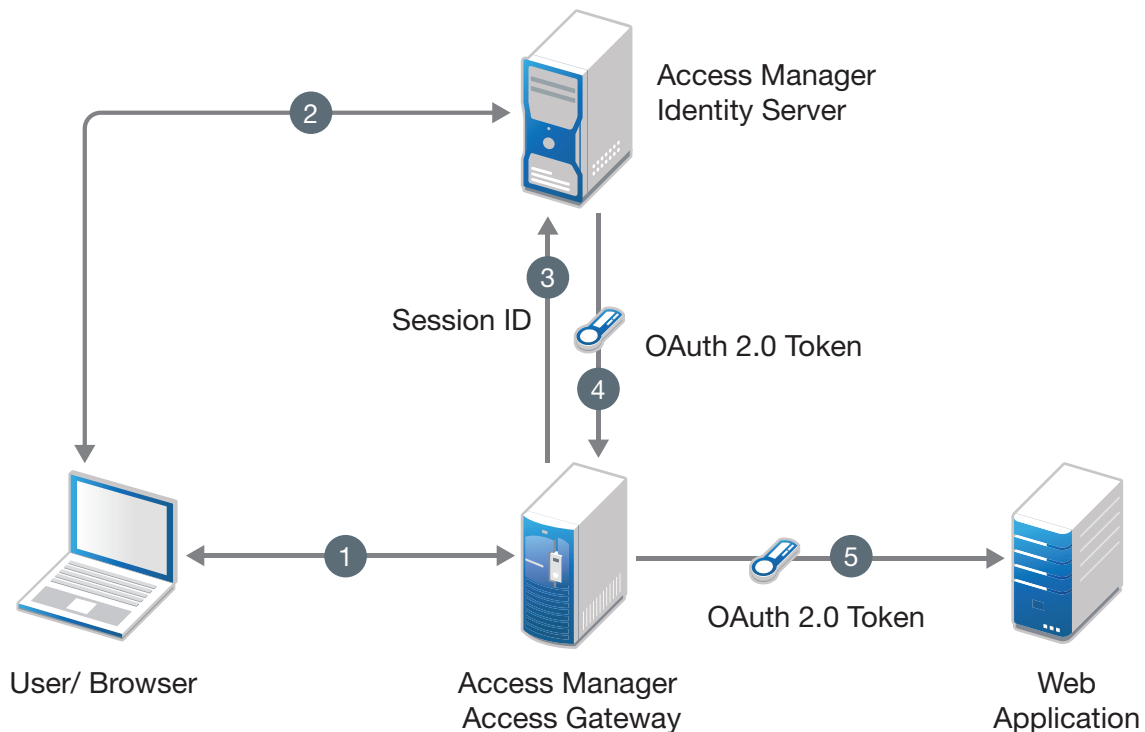 Access Manager
Identity Server
2
3
Session ID
OAuth 2.0 Token
4
1
5
OAuth 2.0 Token
User/ Browser
Access Manager
Access Gateway
Web
Application